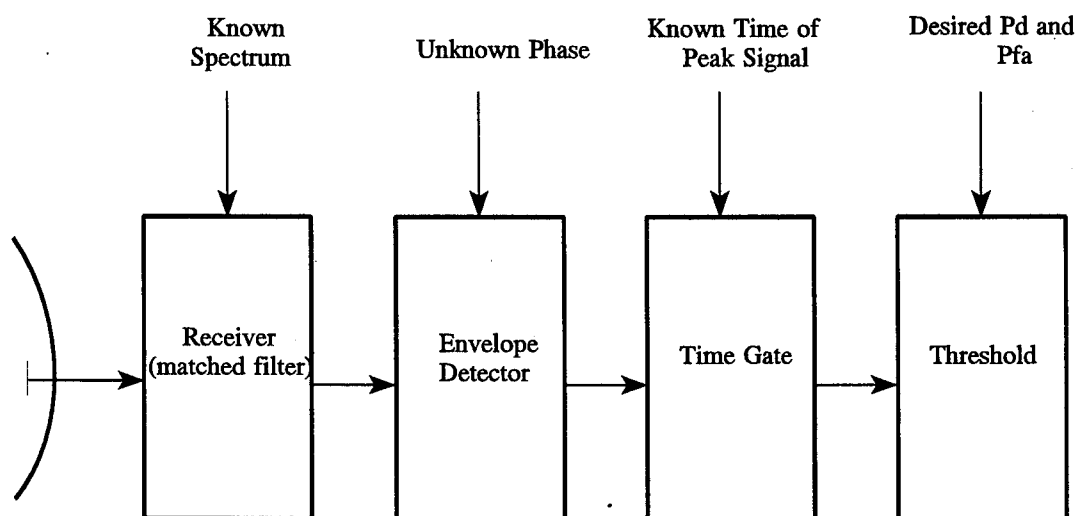 Known
Spectrum
Unknown Phase
Known Time of
Peak Signal
Desired Pd and
Pfa
Receiver
(matched filter)
Envelope
Detector
Time Gate
Threshold